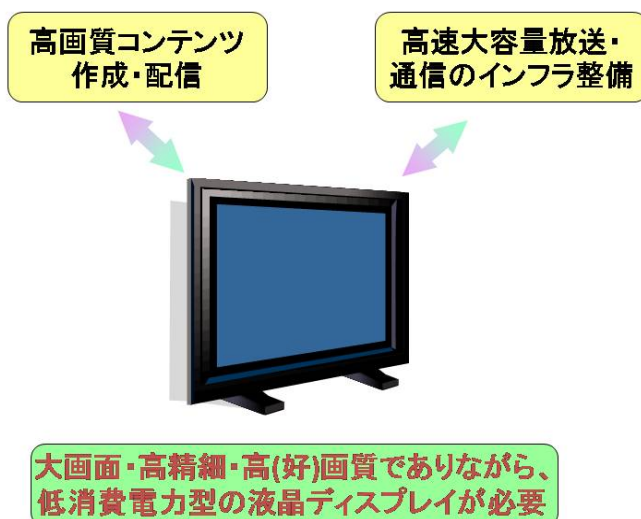 高画質コンテンツ
作成・配信
高速大容量放送・
通信のインフラ整備
大画面・高精細・高(好)画質でありながら、
低消費電力型の液晶ディスプレイが必要